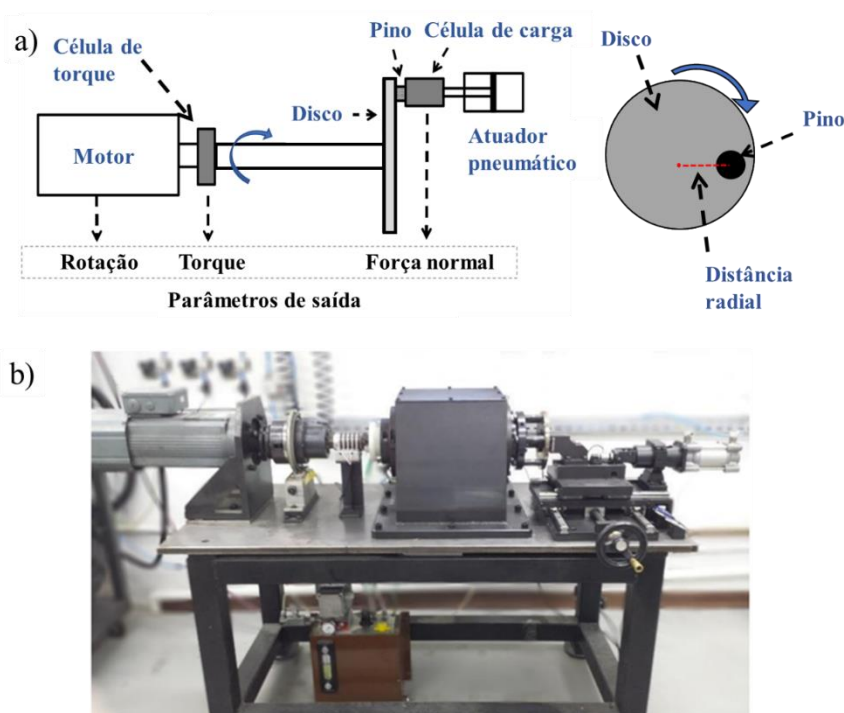 a)
Célula de
torque
Pino
Célula de carga
Disco
Motor
Atuador
pneumático
Rotação
Torque
Força normal
Parâmetros de saída
Disco
Pino
Distância
radial
b)